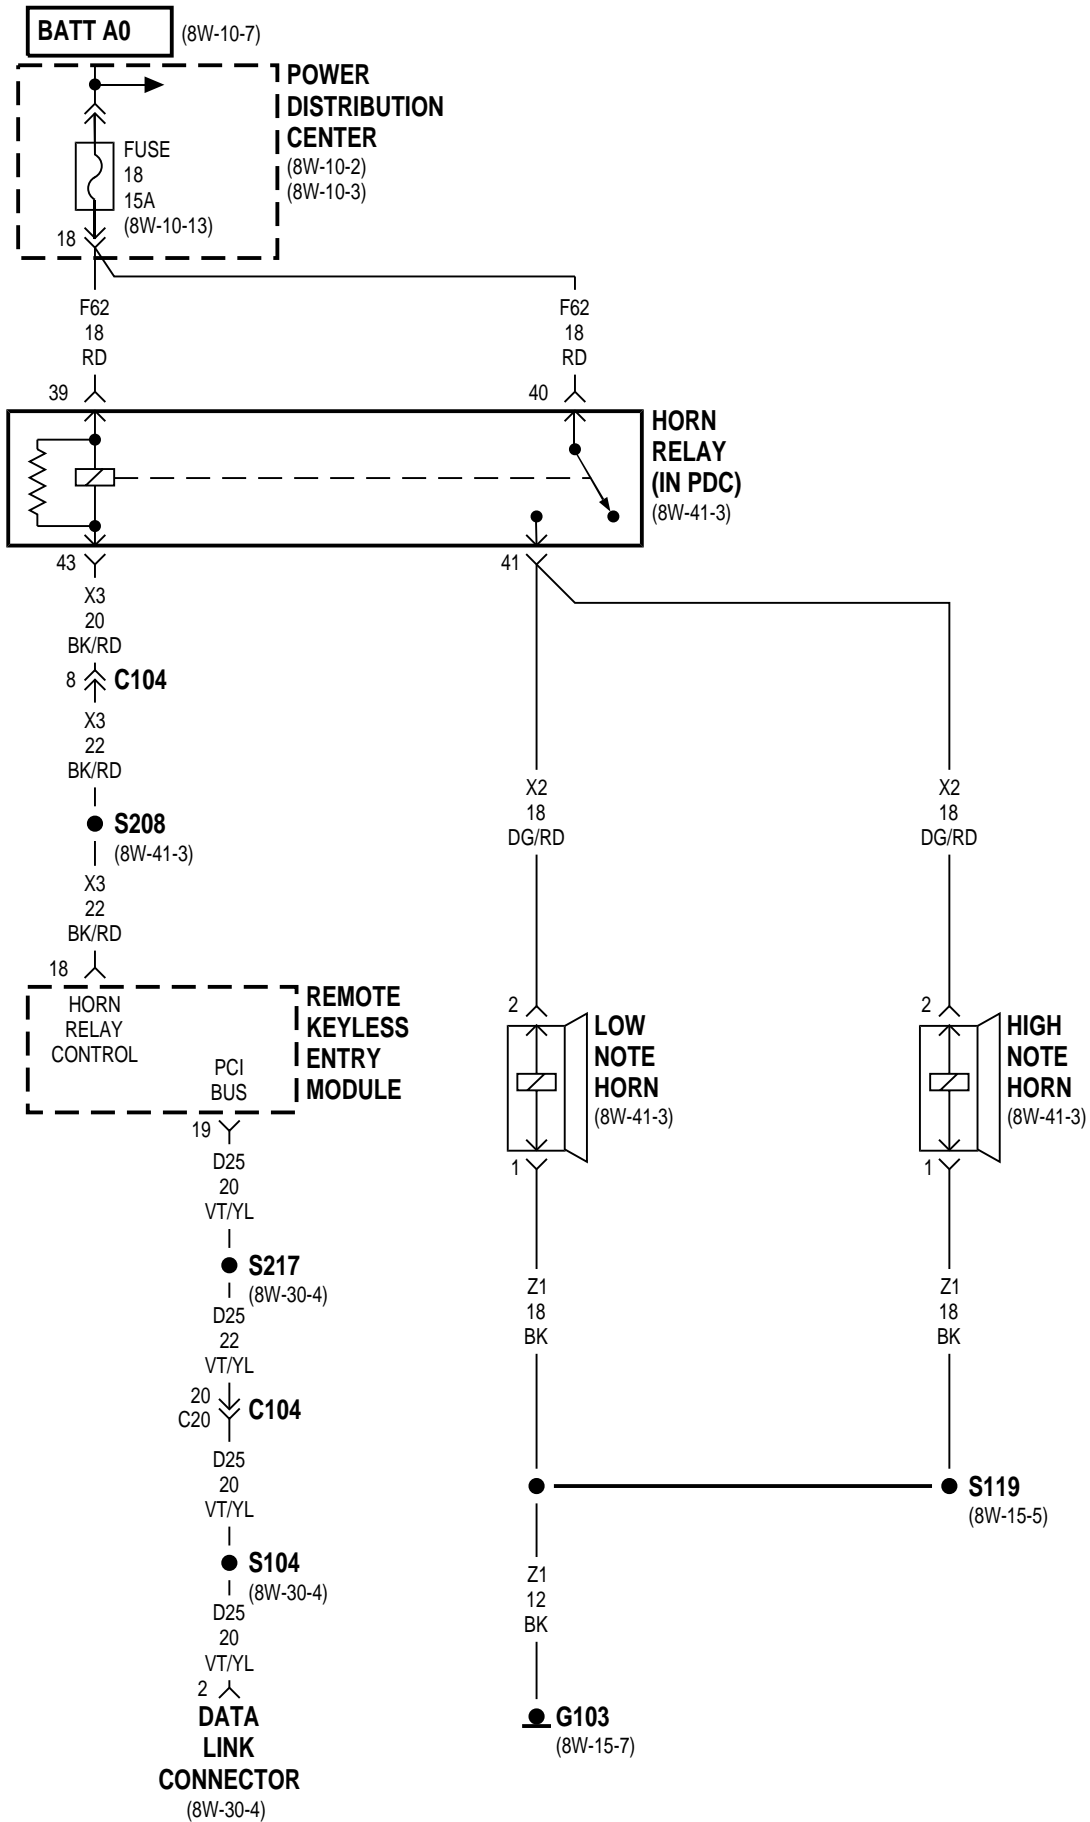 BATT A0 (8W-10-7)
POWER
DISTRIBUTION
CENTER
(8W-10-2)
(8W-10-3)
FUSE
18
15A
(8W-10-13)
18
F62
18
RD
39
F62
18
RD
40
HORN
RELAY
(IN PDC)
(8W-41-3)
43
X3
20
BK/RD
8 C104
X3
22
BK/RD
S208
(8W-41-3)
X3
22
BK/RD
18
HORN
RELAY
CONTROL
PCI
BUS
REMOTE
KEYLESS
ENTRY
MODULE
19
D25
20
VT/YL
S217
(8W-30-4)
D25
22
VT/YL
20
C20
C104
D25
20
VT/YL
S104
(8W-30-4)
D25
20
VT/YL
2
DATA
LINK
CONNECTOR
(8W-30-4)
41
X2
18
DG/RD
2
LOW
NOTE
HORN
(8W-41-3)
1
Z1
18
BK
X2
18
DG/RD
2
HIGH
NOTE
HORN
(8W-41-3)
1
Z1
18
BK
S119
(8W-15-5)
Z1
12
BK
G103
(8W-15-7)